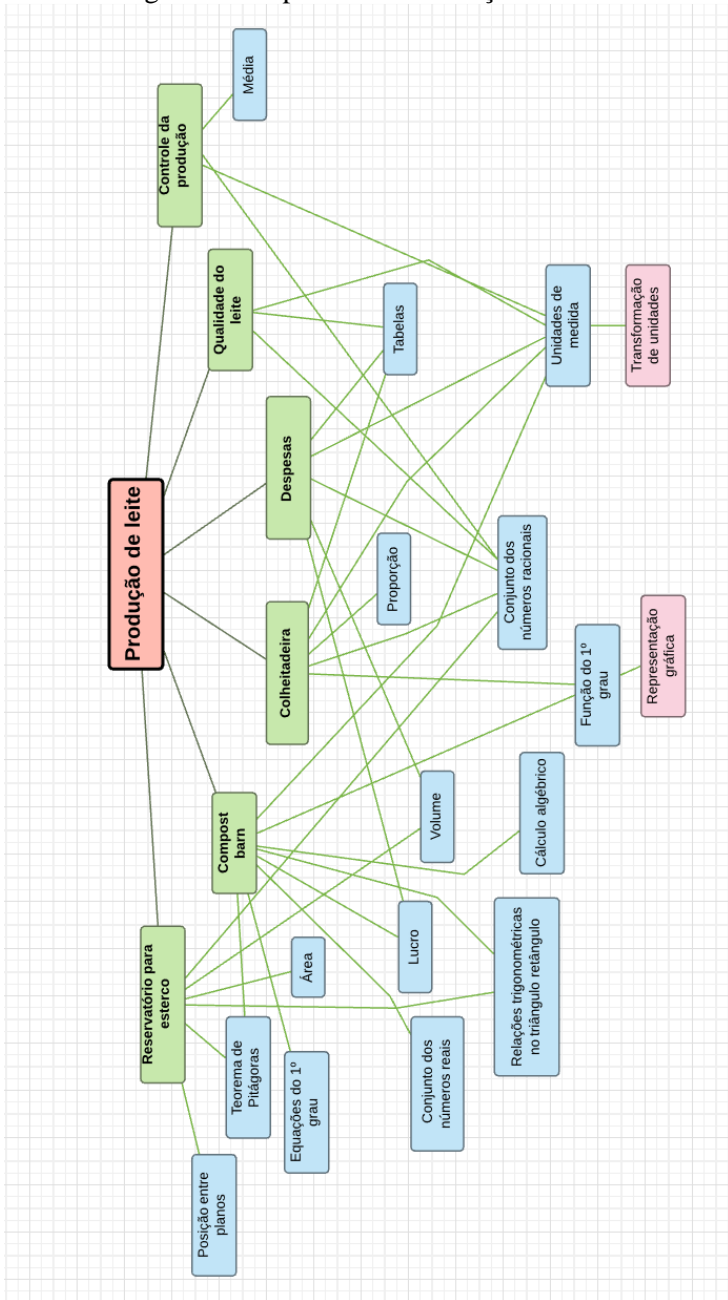 Produção de leite
Reservatório para
esterco
Compost
barn
Colheitadeira
Despesas
Qualidade do
leite
Controle da
produção
Posição entre
planos
Teorema de
Pitágoras
Equações do 1º
grau
Área
Conjunto dos
números reais
Lucro
Volume
Relações trigonométricas
no triângulo retângulo
Cálculo algébrico
Função do 1º
grau
Representação
gráfica
Proporção
Conjunto dos
números racionais
Tabelas
Unidades de
medida
Transformação
de unidades
Média